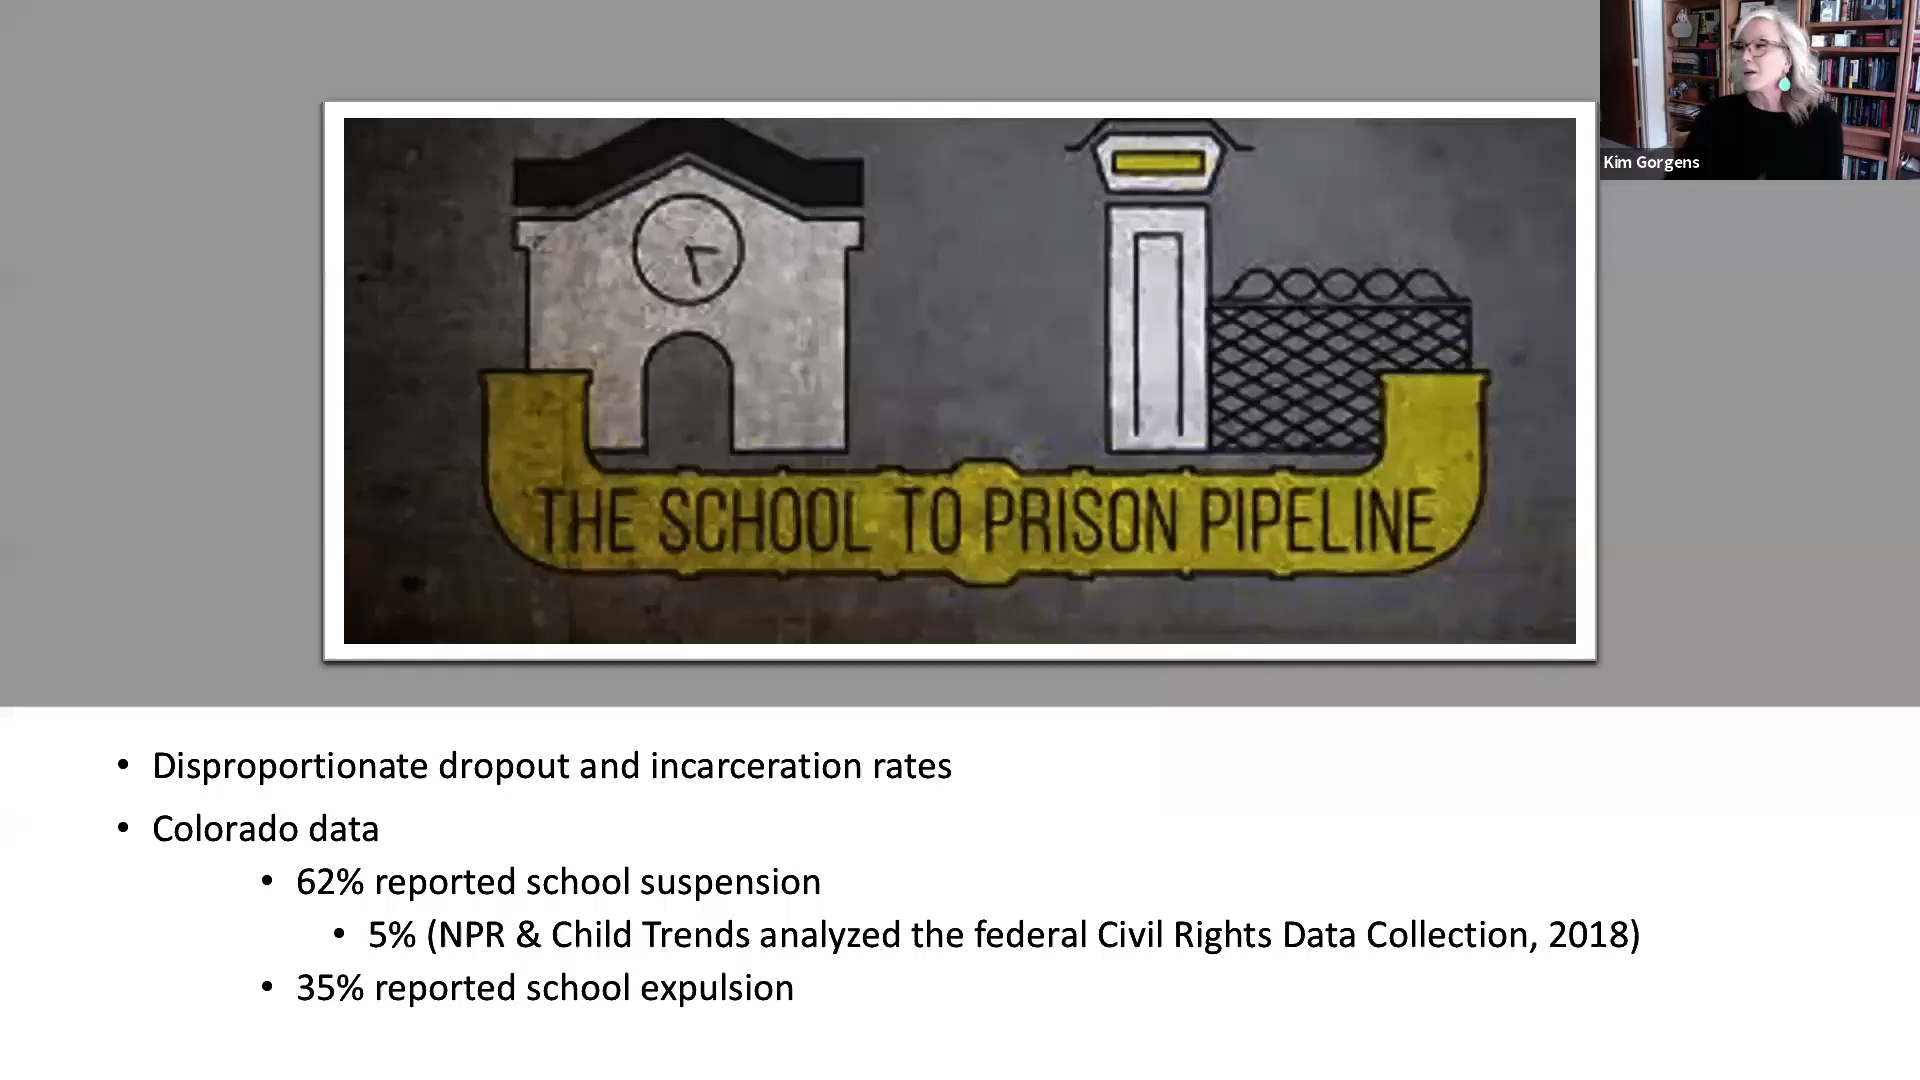 Kim Gorgens
THE SCHOOL TO PRISON PIPELINE
• Disproportionate dropout and incarceration rates
• Colorado data
• 62% reported school suspension
• 5% (NPR & Child Trends analyzed the federal Civil Rights Data Collection, 2018)
• 35% reported school expulsion